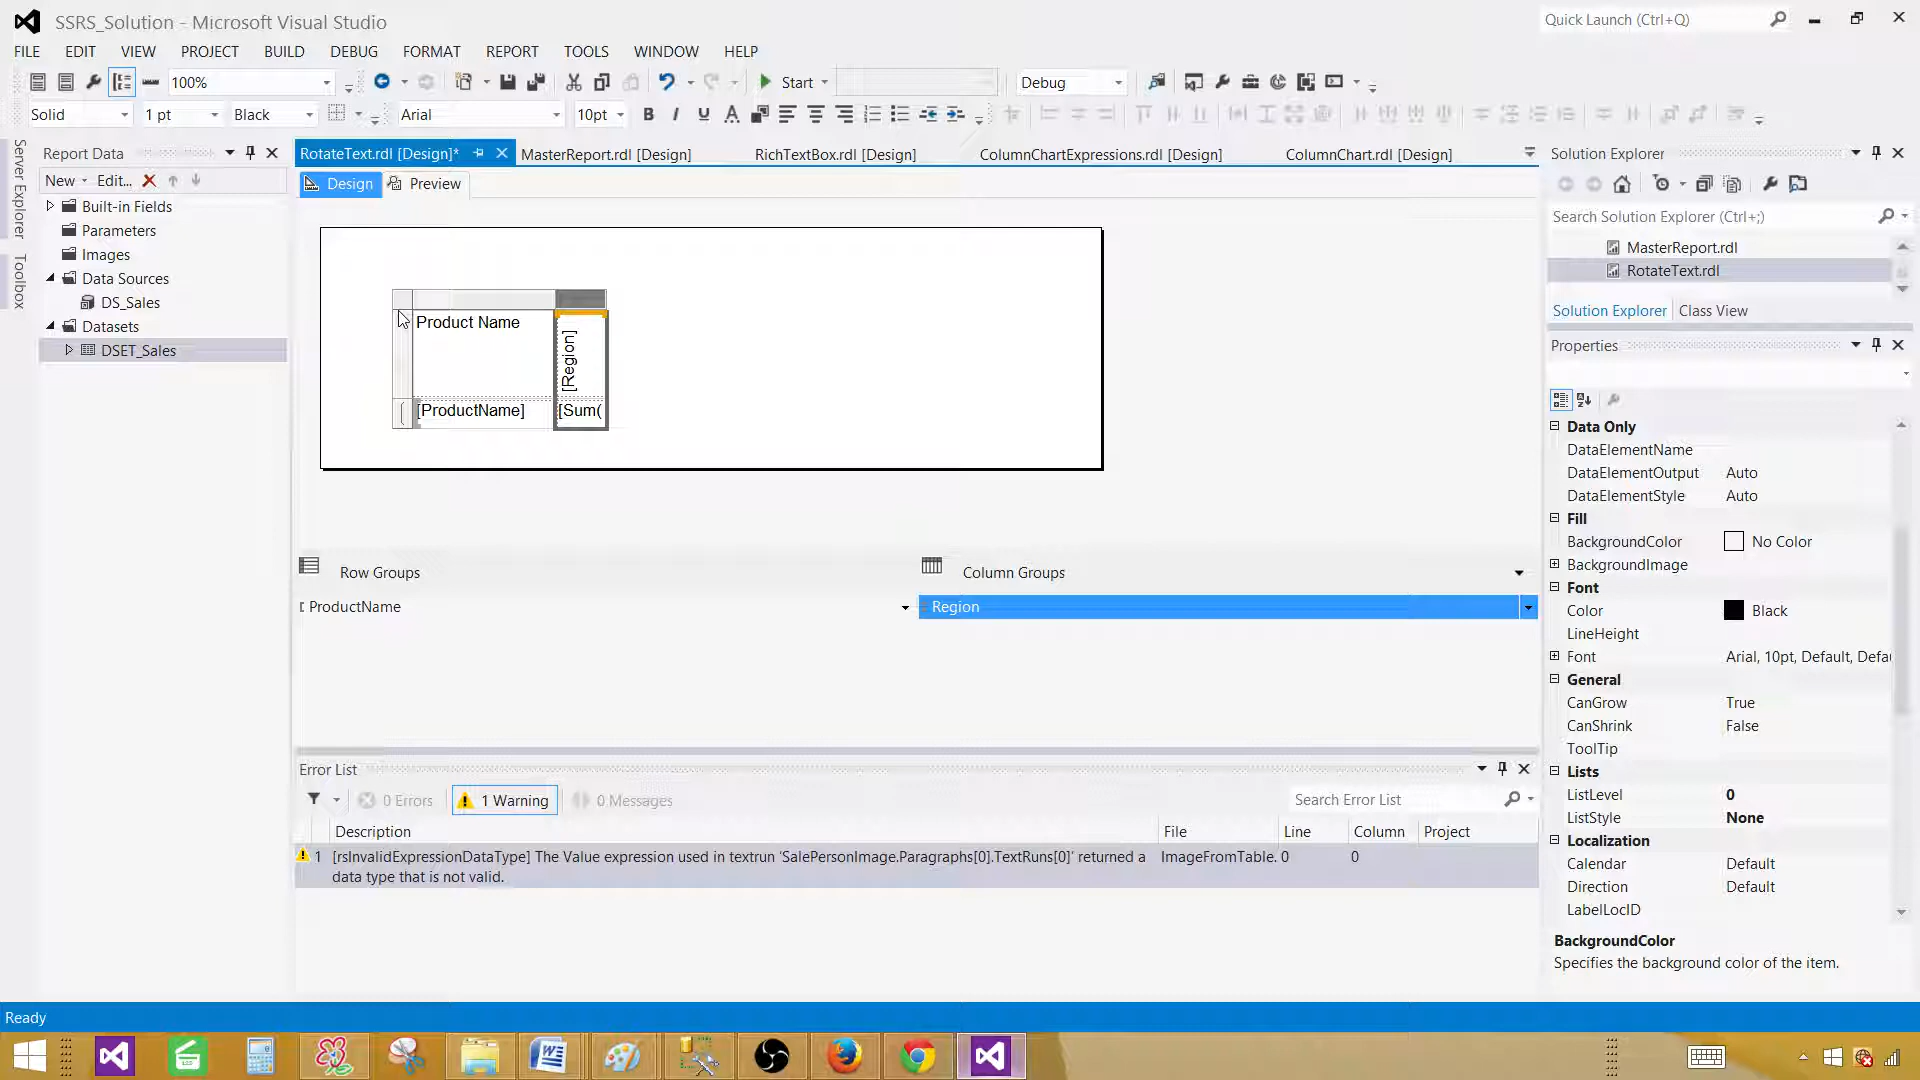 SSRS_Solution - Microsoft Visual Studio
Quick Launch (Ctrl+Q)
FILE EDIT VIEW PROJECT BUILD DEBUG FORMAT REPORT TOOLS WINDOW HELP
100% Start Debug
Solid 1 pt Black Arial 10pt B I U A
Server Explorer
Toolbox
Report Data
New Edit...
Built-in Fields
Parameters
Images
Data Sources
DS_Sales
Datasets
DSET_Sales
RotateText.rdl [Design]* MasterReport.rdl [Design] RichTextBox.rdl [Design] ColumnChartExpressions.rdl [Design] ColumnChart.rdl [Design]
Design Preview
Product Name
[Region]
[ProductName] [Sum(
Row Groups Column Groups
ProductName Region
Error List
0 Errors 1 Warning 0 Messages Search Error List
Description File Line Column Project
1 [rsInvalidExpressionDataType] The Value expression used in textrun 'SalePersonImage.Paragraphs[0].TextRuns[0]' returned a data type that is not valid. ImageFromTable. 0 0
Solution Explorer
Search Solution Explorer (Ctrl+;)
MasterReport.rdl
RotateText.rdl
Solution Explorer Class View
Properties
Data Only
DataElementName
DataElementOutput Auto
DataElementStyle Auto
Fill
BackgroundColor No Color
BackgroundImage
Font
Color Black
LineHeight
Font Arial, 10pt, Default, Defau
General
CanGrow True
CanShrink False
ToolTip
Lists
ListLevel 0
ListStyle None
Localization
Calendar Default
Direction Default
LabelLocID
BackgroundColor
Specifies the background color of the item.
Ready